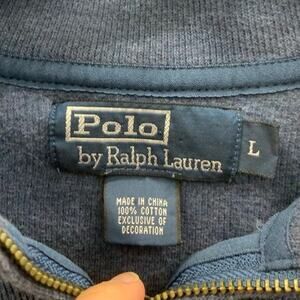 Polo
by Ralph Lauren
L
MADE IN CHINA
100% COTTON
EXCLUSIVE OF
DECORATION